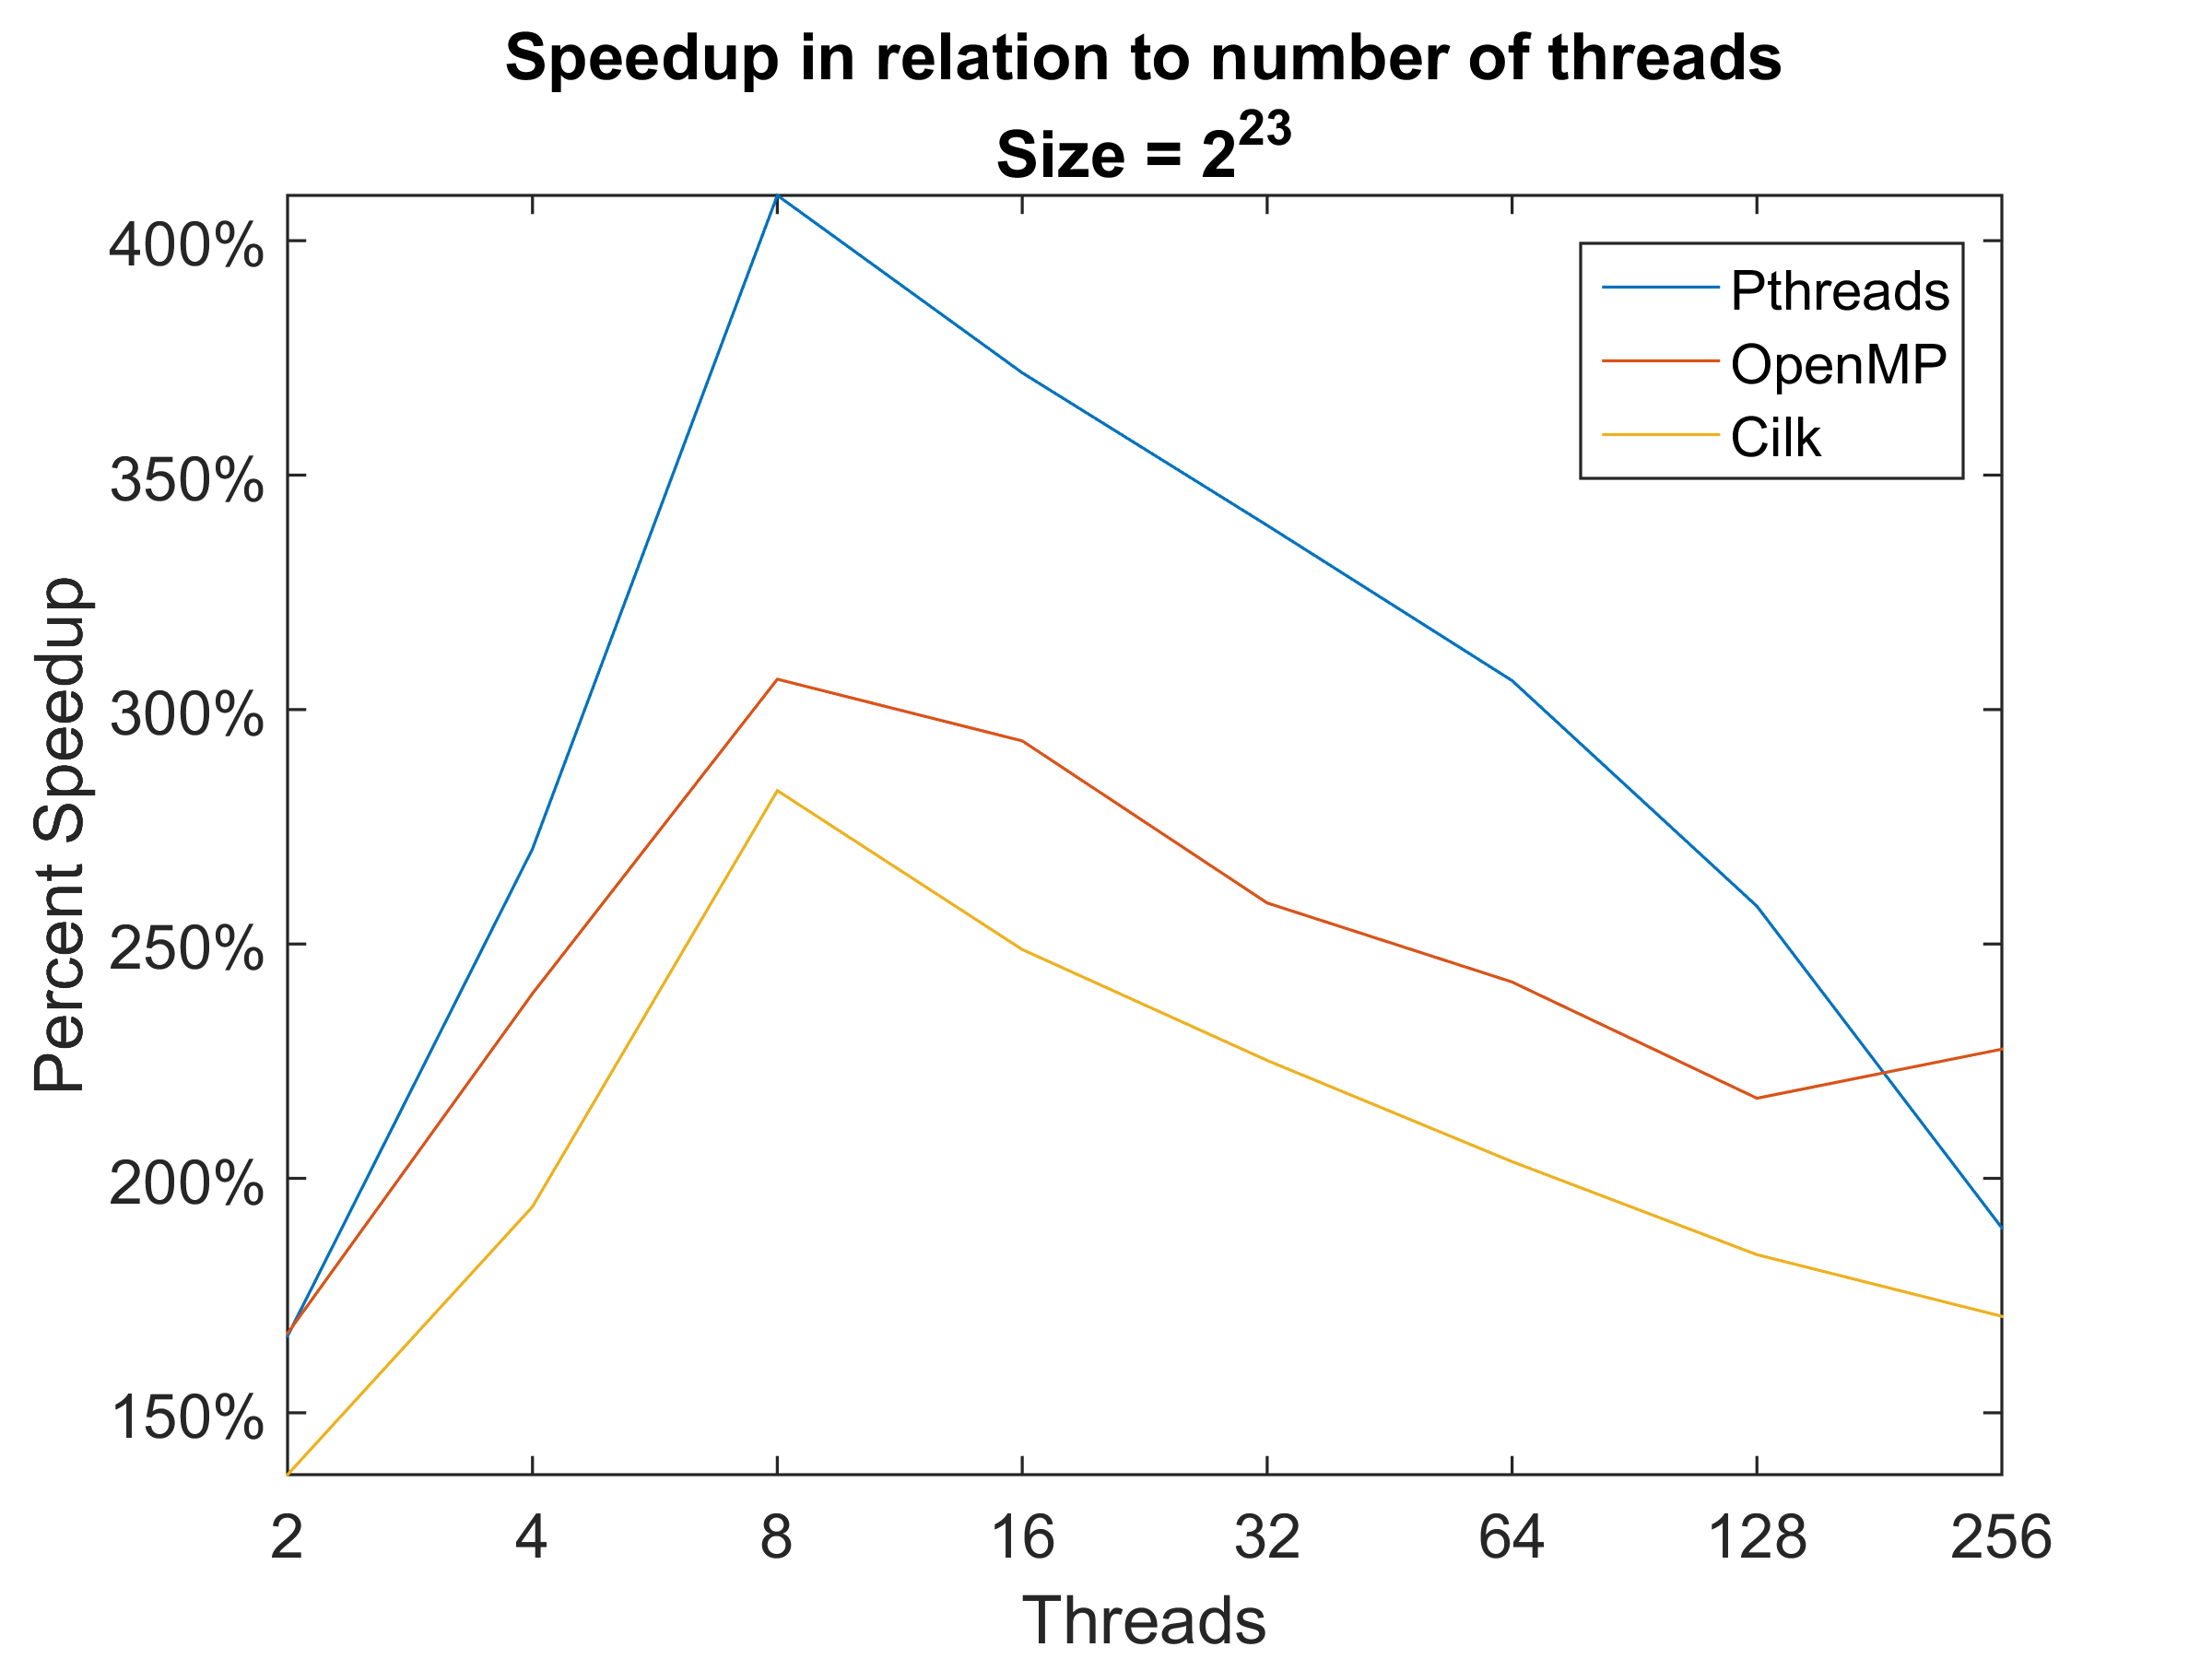 Speedup in relation to number of threads
Size = 2^23
400%
350%
300%
250%
200%
150%
Percent Speedup
Pthreads
OpenMP
Cilk
2 4 8 16 32 64 128 256
Threads